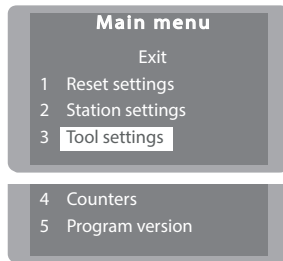 Main menu
Exit
1 Reset settings
2 Station settings
3 Tool settings
4 Counters
5 Program version